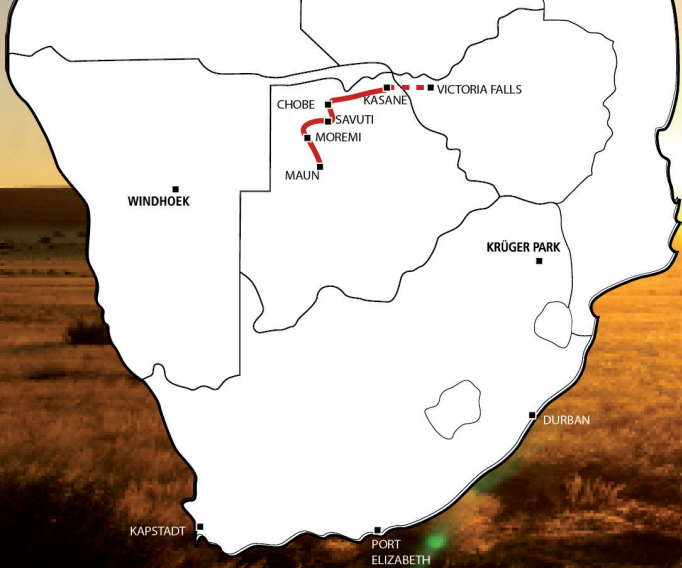 VICTORIA FALLS
KASANE
CHOBE
SAVUTI
MOREMI
MAUN
WINDHOEK
KRÜGER PARK
DURBAN
KAPSTADT
PORT
ELIZABETH